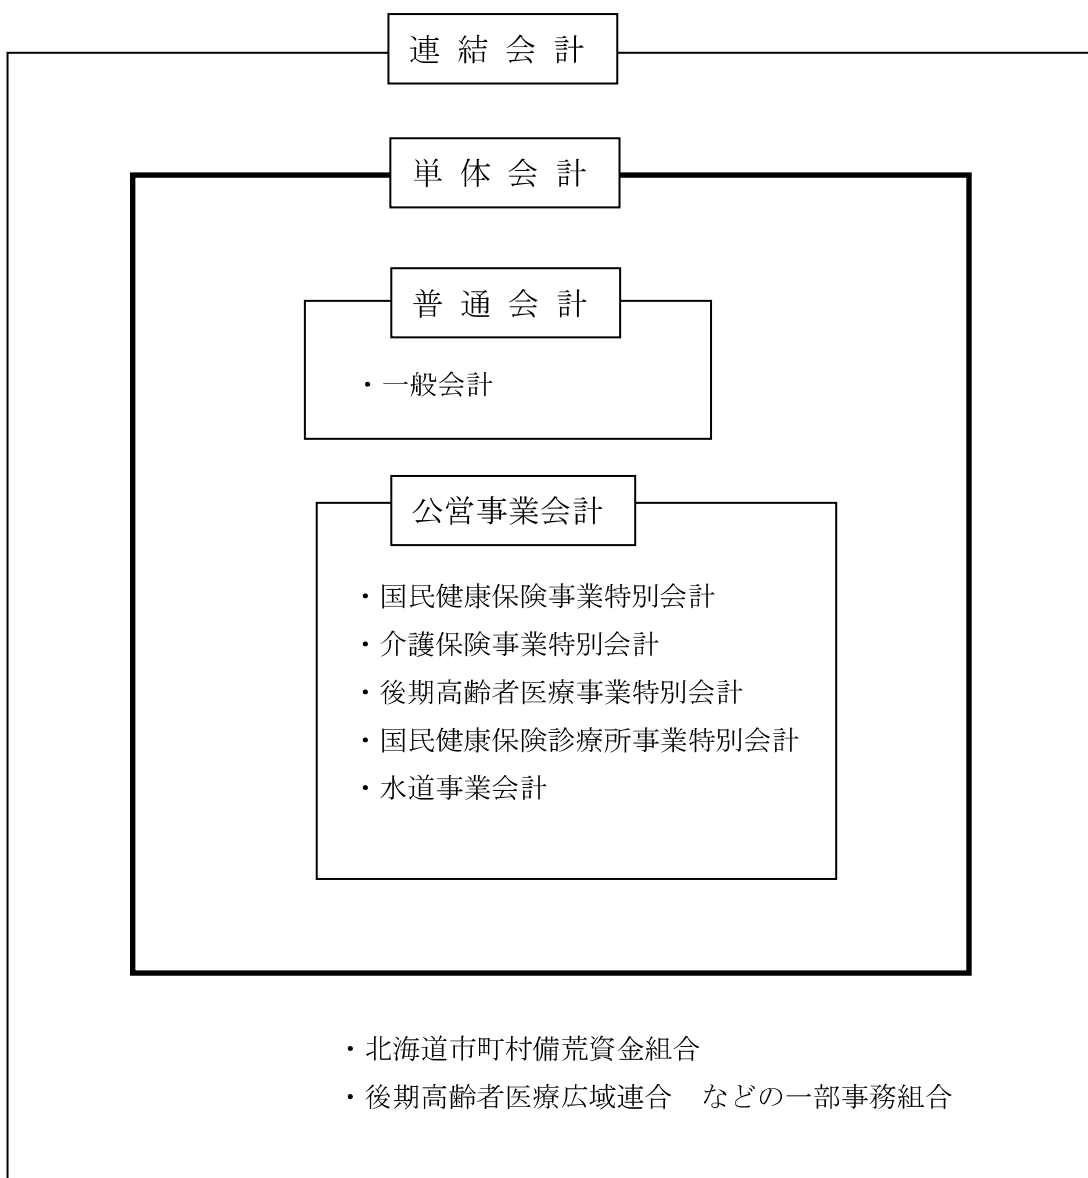 連結会計
単体会計
普通会計
・一般会計
公営事業会計
・国民健康保険事業特別会計
・介護保険事業特別会計
・後期高齢者医療事業特別会計
・国民健康保険診療所事業特別会計
・水道事業会計
・北海道市町村備荒資金組合
・後期高齢者医療広域連合　などの一部事務組合